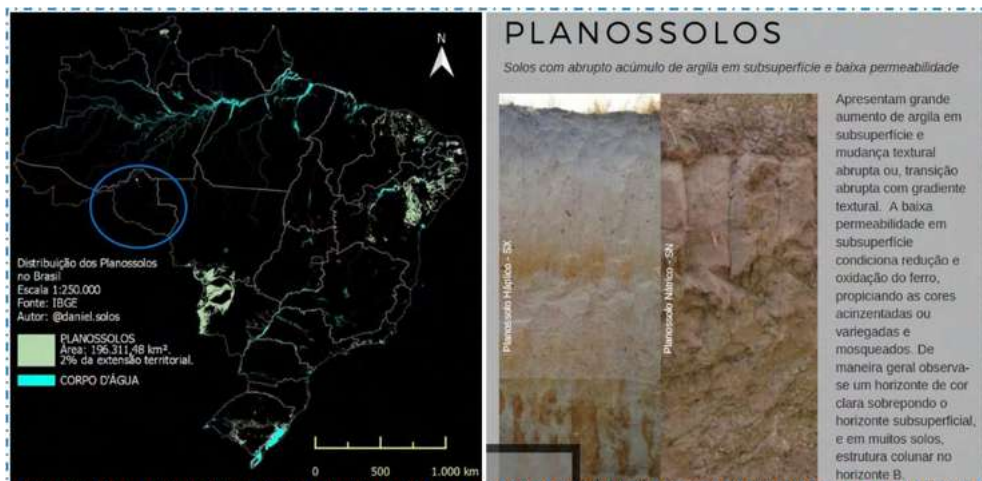 N
Distribuição dos Planossolos
no Brasil
Escala 1:250.000
Fonte: IBGE
Autor: @daniel.solos
PLANOSSOLOS
Área: 196.311,48 km².
2% da extensão territorial.
CORPO D'ÁGUA
0 500 1.000 km
PLANOSSOLOS
Solos com abrupto acúmulo de argila em subsuperfície e baixa permeabilidade
Planossolo Háplico - SX
Planossolo Nátrico - SN
Apresentam grande
aumento de argila em
subsuperfície e
mudança textural
abrupta ou, transição
abrupta com gradiente
textural. A baixa
permeabilidade em
subsuperfície
condiciona redução e
oxidação do ferro,
propiciando as cores
acinzentadas ou
variegadas e
mosqueados. De
maneira geral observa-
se um horizonte de cor
clara sobrepondo o
horizonte subsuperficial,
e em muitos solos,
estrutura colunar no
horizonte B.